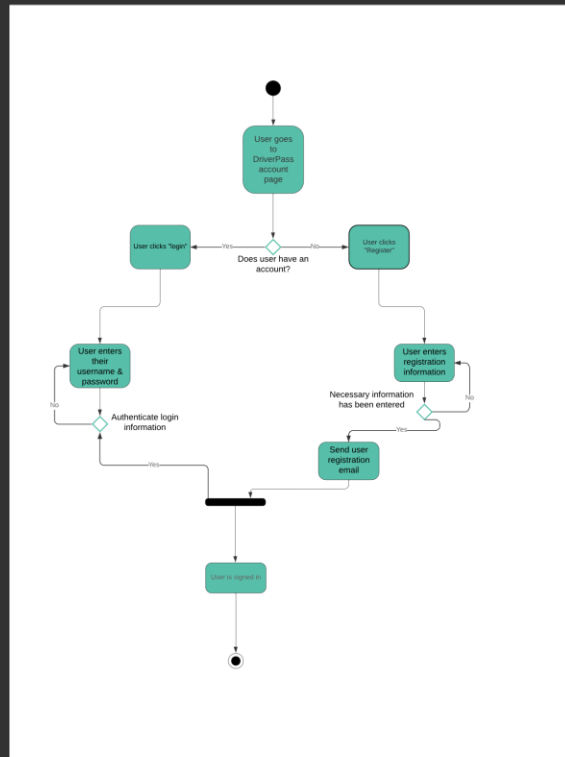 User goes
to
DriverPass
account
page
User clicks "login"
Yes
No
User clicks
"Register"
Does user have an
account?
User enters
their
username &
password
User enters
registration
information
No
Authenticate login
information
Necessary information
has been entered
No
Yes
Send user
registration
email
Yes
User is signed in